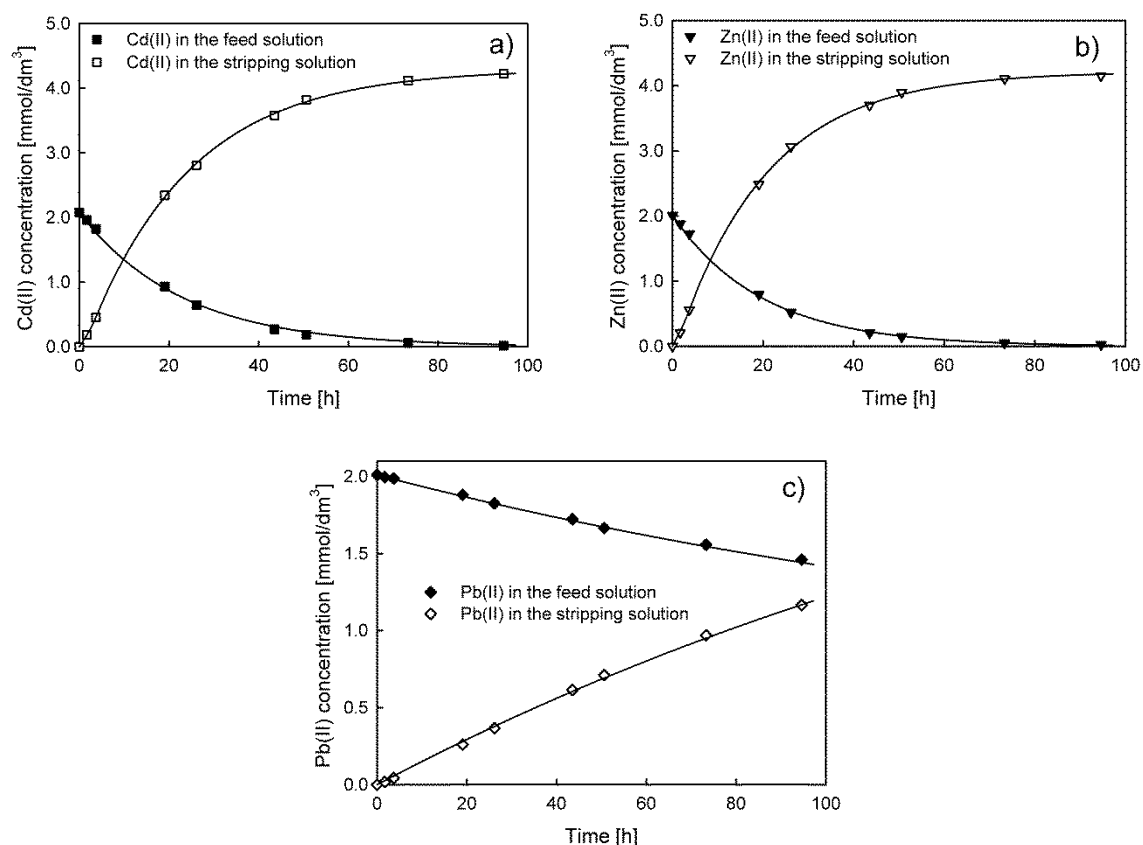 a)
Cd(II) in the feed solution
Cd(II) in the stripping solution
Cd(II) concentration [mmol/dm³]
5.0
4.0
3.0
2.0
1.0
0.0
0 20 40 60 80 100
Time [h]
b)
Zn(II) in the feed solution
Zn(II) in the stripping solution
Zn(II) concentration [mmol/dm³]
5.0
4.0
3.0
2.0
1.0
0.0
0 20 40 60 80 100
Time [h]
c)
Pb(II) in the feed solution
Pb(II) in the stripping solution
Pb(II) concentration [mmol/dm³]
2.0
1.5
1.0
0.5
0.0
0 20 40 60 80 100
Time [h]